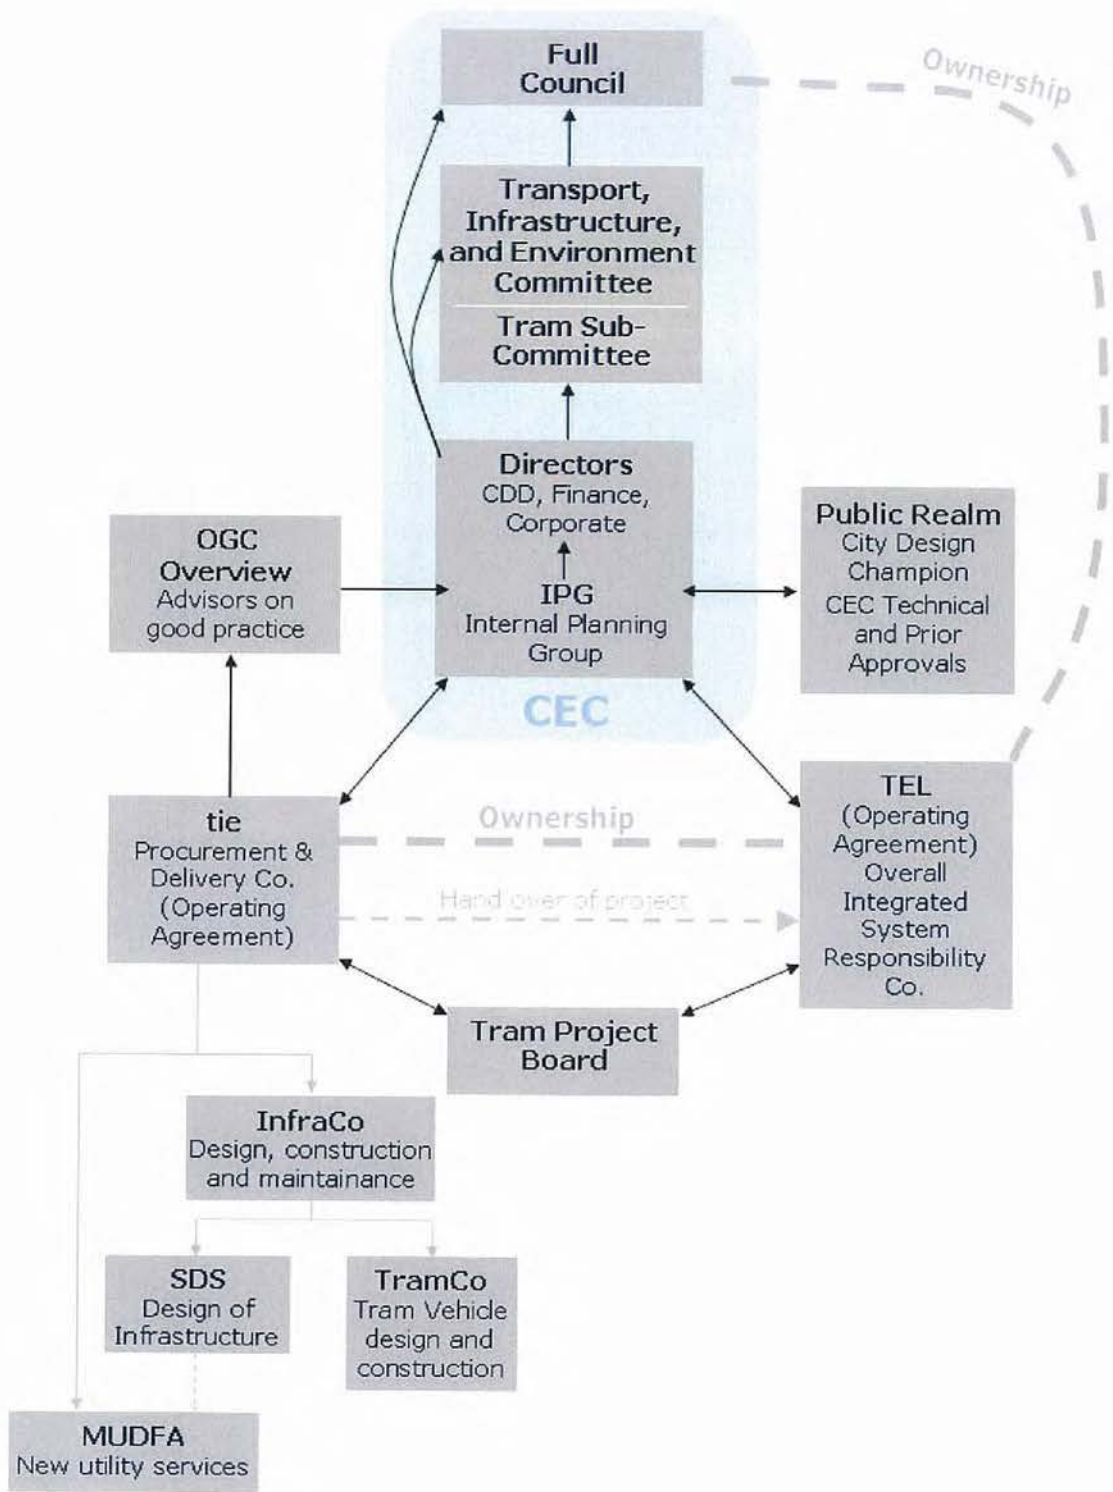 Full
Council
Ownership
Transport,
Infrastructure,
and Environment
Committee
Tram Sub-
Committee
Directors
CDD, Finance,
Corporate
IPG
Internal Planning
Group
CEC
OGC
Overview
Advisors on
good practice
Public Realm
City Design
Champion
CEC Technical
and Prior
Approvals
tie
Procurement &
Delivery Co.
(Operating
Agreement)
Ownership
Hand over of project
TEL
(Operating
Agreement)
Overall
Integrated
System
Responsibility
Co.
Tram Project
Board
InfraCo
Design, construction
and maintainance
SDS
Design of
Infrastructure
TramCo
Tram Vehicle
design and
construction
MUDFA
New utility services